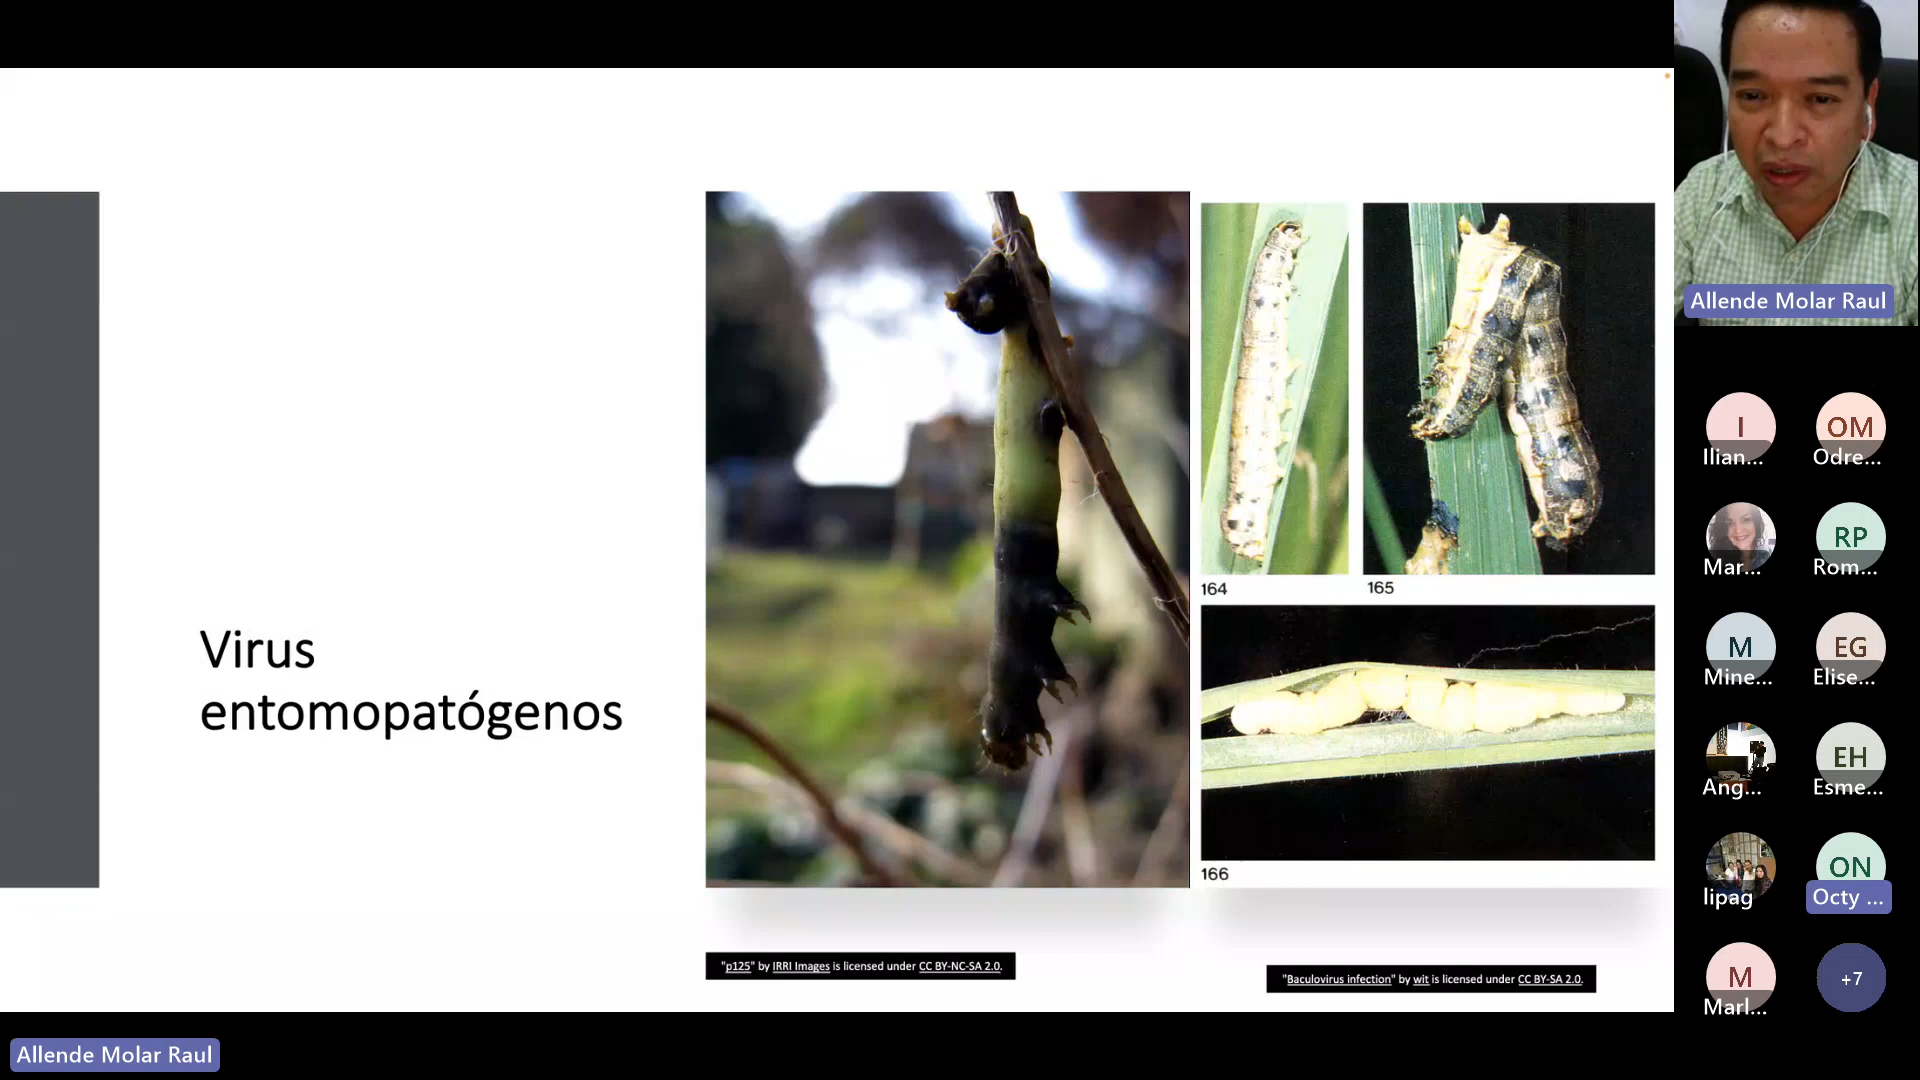 Virus
entomopatógenos
164
165
166
"p125" by IRRI Images is licensed under CC BY-NC-SA 2.0.
"Baculovirus infection" by wit is licensed under CC BY-SA 2.0.
Allende Molar Raul
Allende Molar Raul
I
Ilian...
OM
Odre...
Mar...
RP
Rom...
M
Mine...
EG
Elise...
Ang...
EH
Esme...
lipag
ON
Octy ...
M
Marl...
+7